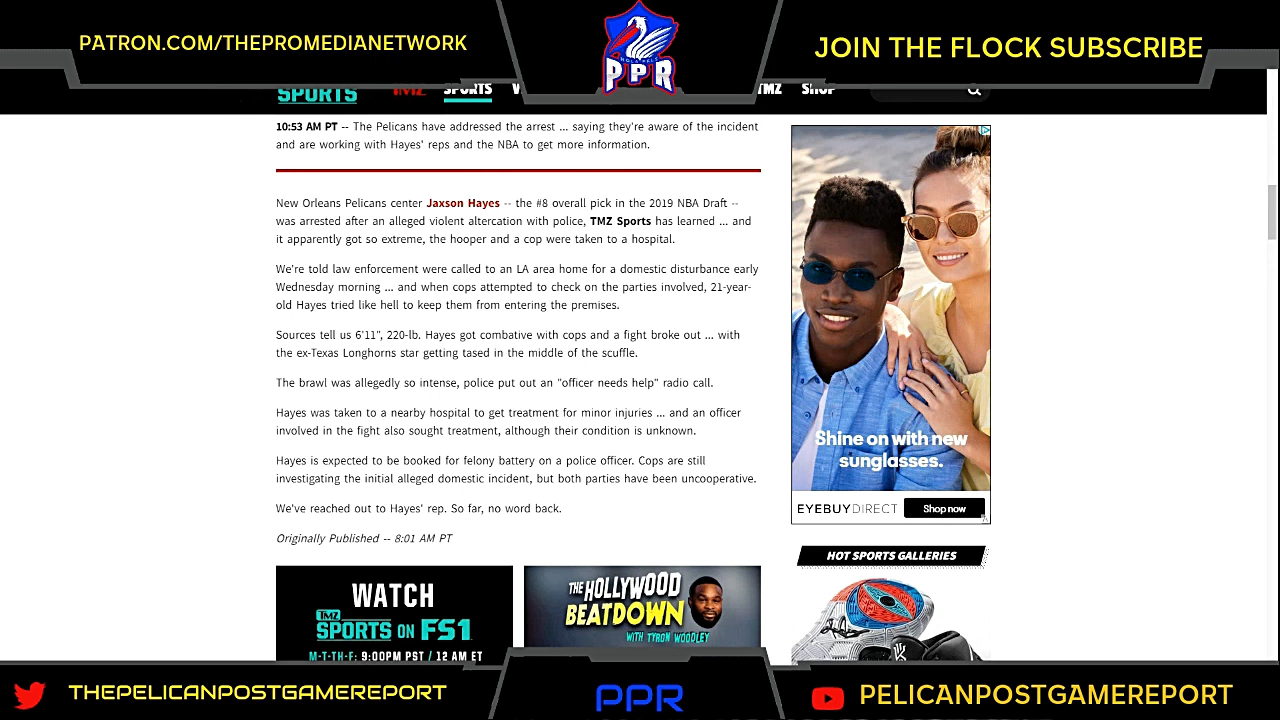 PATRON.COM/THEPROMEDIANETWORK
NOLA PELS
PPR
JOIN THE FLOCK SUBSCRIBE
SPORTS
TMZ
SPORTS
TMZ
SHOP
10:53 AM PT -- The Pelicans have addressed the arrest ... saying they're aware of the incident
and are working with Hayes' reps and the NBA to get more information.
New Orleans Pelicans center Jaxson Hayes -- the #8 overall pick in the 2019 NBA Draft --
was arrested after an alleged violent altercation with police, TMZ Sports has learned ... and
it apparently got so extreme, the hooper and a cop were taken to a hospital.
We're told law enforcement were called to an LA area home for a domestic disturbance early
Wednesday morning ... and when cops attempted to check on the parties involved, 21-year-
old Hayes tried like hell to keep them from entering the premises.
Sources tell us 6'11", 220-lb. Hayes got combative with cops and a fight broke out ... with
the ex-Texas Longhorns star getting tased in the middle of the scuffle.
The brawl was allegedly so intense, police put out an "officer needs help" radio call.
Hayes was taken to a nearby hospital to get treatment for minor injuries ... and an officer
involved in the fight also sought treatment, although their condition is unknown.
Hayes is expected to be booked for felony battery on a police officer. Cops are still
investigating the initial alleged domestic incident, but both parties have been uncooperative.
We've reached out to Hayes' rep. So far, no word back.
Originally Published -- 8:01 AM PT
Shine on with new
sunglasses.
EYEBUYDIRECT
Shop now
HOT SPORTS GALLERIES
WATCH
TMZ
SPORTS ON FS1
M-T-TH-F: 9:00PM PST / 12 AM ET
THE HOLLYWOOD
BEATDOWN
WITH TYRON WOODLEY
THEPELICANPOSTGAMEREPORT
PPR
PELICANPOSTGAMEREPORT